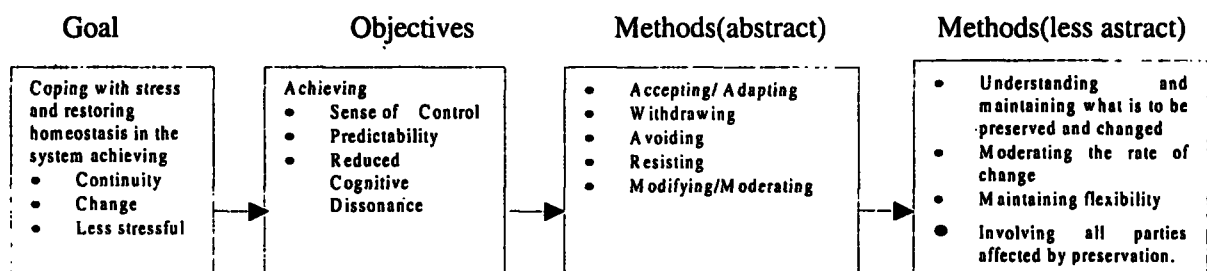 Goal
Objectives
Methods(abstract)
Methods(less astract)
Coping with stress
and restoring
homeostasis in the
system achieving
• Continuity
• Change
• Less stressful
Achieving
• Sense of Control
• Predictability
• Reduced
Cognitive
Dissonance
• Accepting/ Adapting
• Withdrawing
• Avoiding
• Resisting
• Modifying/Moderating
• Understanding and
maintaining what is to be
preserved and changed
• Moderating the rate of
change
• Maintaining flexibility
• Involving all parties
affected by preservation.